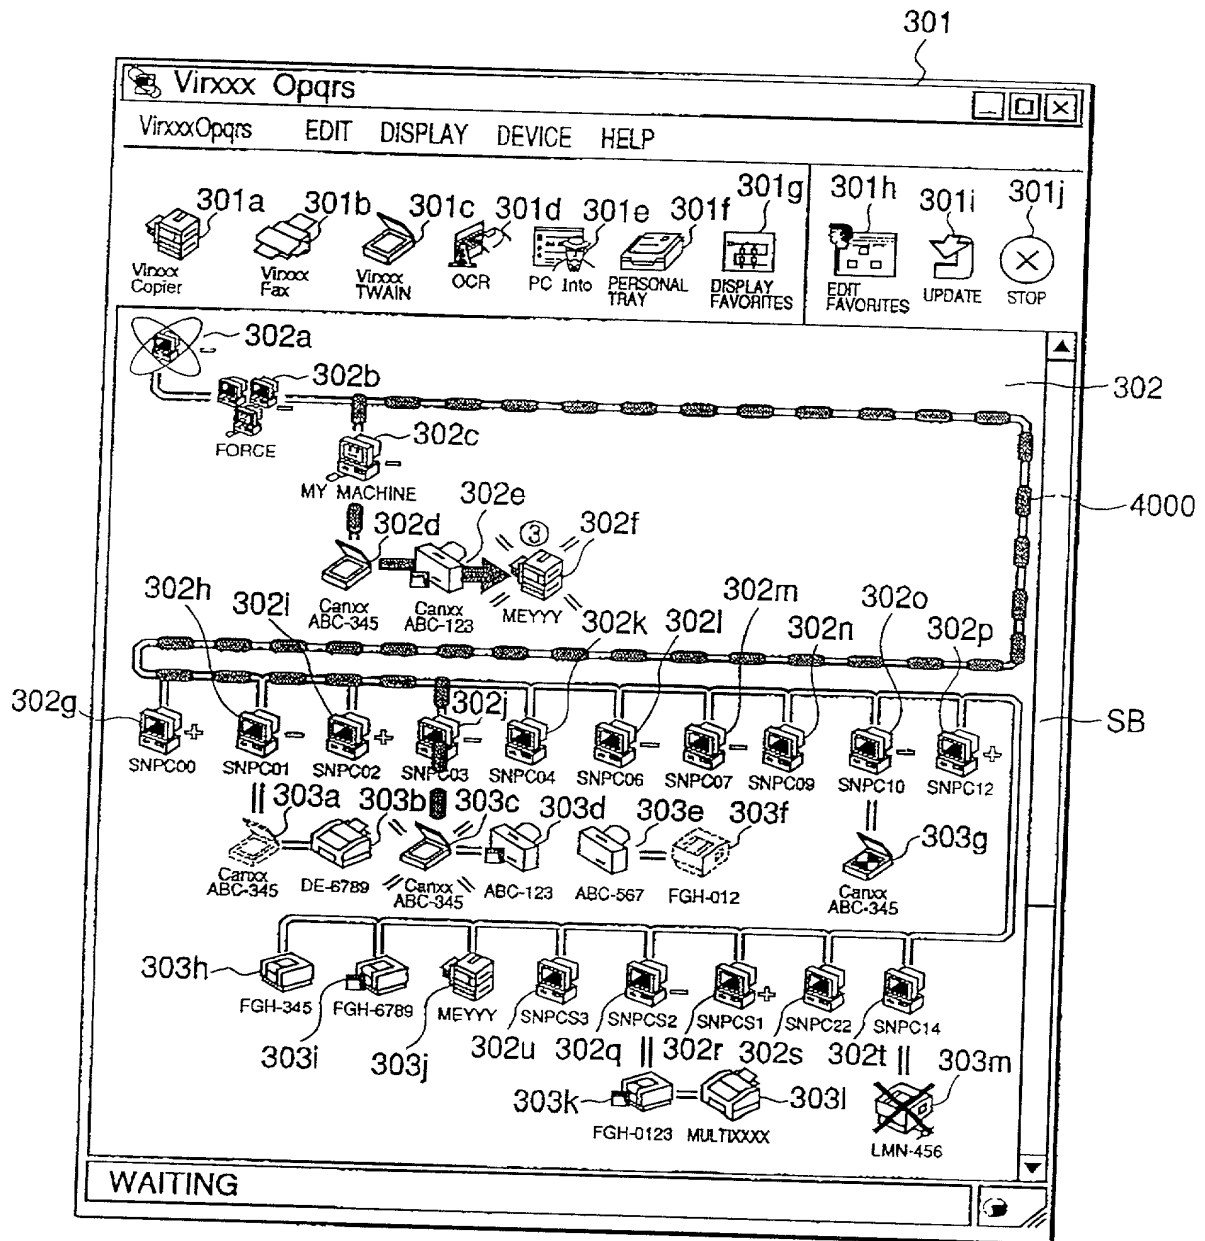 301
Virxxx Opqrs
VirxxxOpqrs EDIT DISPLAY DEVICE HELP
301a 301b 301c 301d 301e 301f 301g 301h 301i 301j
Virxxx Copier
Virxxx Fax
Virxxx TWAIN
OCR
PC Into
PERSONAL TRAY
DISPLAY FAVORITES
EDIT FAVORITES
UPDATE
STOP
302a
302b
302
FORCE
302c
MY MACHINE
4000
302d 302e 302f
3
Canxx ABC-345
Canxx ABC-123
MEYYY
302h 302i 302k 302l 302m 302n 302o 302p
302g 302j SB
SNPC00 SNPC01 SNPC02 SNPC03 SNPC04 SNPC06 SNPC07 SNPC09 SNPC10 SNPC12
303a 303b 303c 303d 303e 303f 303g
Canxx ABC-345
DE-6789
Canxx ABC-345
ABC-123
ABC-567
FGH-012
Canxx ABC-345
303h
FGH-345 FGH-6789 MEYYY SNPCS3 SNPCS2 SNPCS1 SNPC22 SNPC14
303i 303j 302u 302q 302r 302s 302t 303m
303k 303l
FGH-0123 MULTIXXXX LMN-456
WAITING